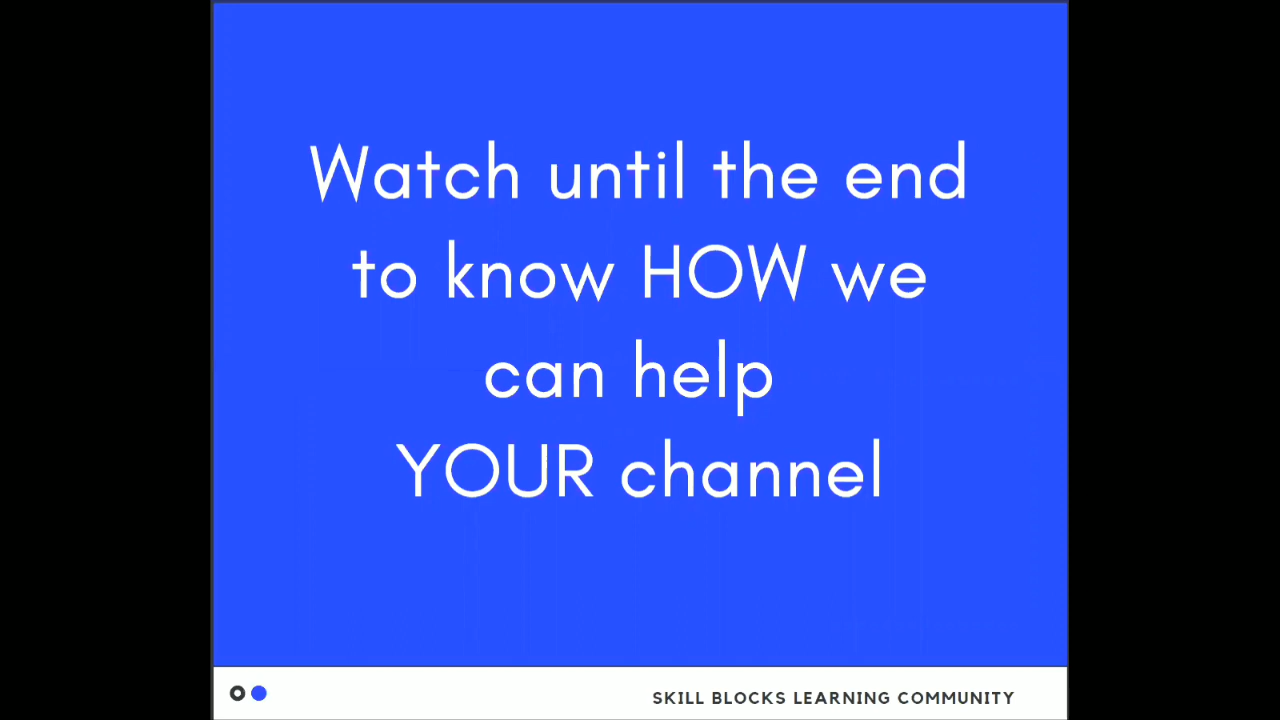 Watch until the end
to know HOW we
can help
YOUR channel
SKILL BLOCKS LEARNING COMMUNITY